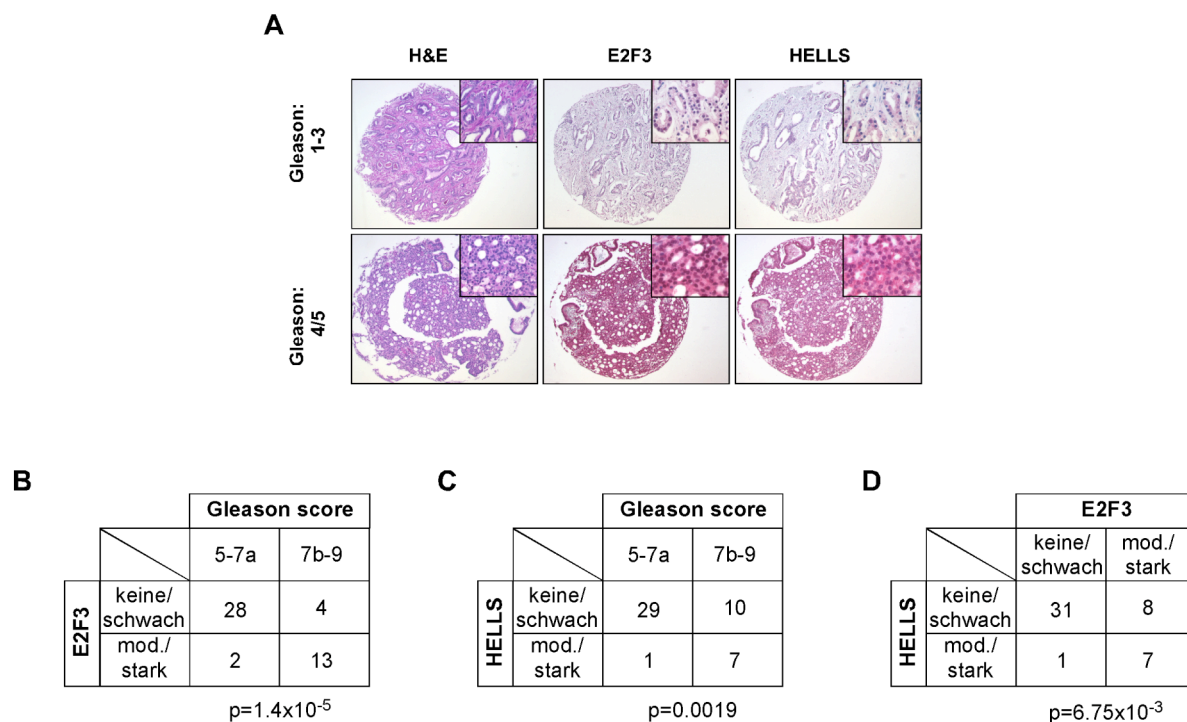 A
H&E
E2F3
HELLS
Gleason:
1-3
Gleason:
4/5
B
Gleason score
5-7a
7b-9
E2F3
keine/
schwach
28
4
mod./
stark
2
13
p=1.4x10⁻⁵
C
Gleason score
5-7a
7b-9
HELLS
keine/
schwach
29
10
mod./
stark
1
7
p=0.0019
D
E2F3
keine/
schwach
mod./
stark
HELLS
keine/
schwach
31
8
mod./
stark
1
7
p=6.75x10⁻³